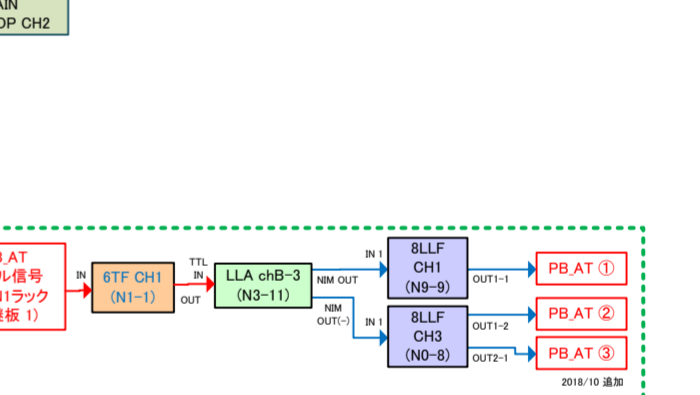 AIN
OP CH2
_AT
ル信号
1ラック
板 1)
IN
6TF CH1
(N1-1)
OUT
TTL
IN
LLA chB-3
(N3-11)
NIM OUT
NIM
OUT(-)
IN 1
8LLF
CH1
(N9-9)
OUT1-1
PB_AT ①
IN 1
8LLF
CH3
(N0-8)
OUT1-2
PB_AT ②
OUT2-1
PB_AT ③
2018/10 追加